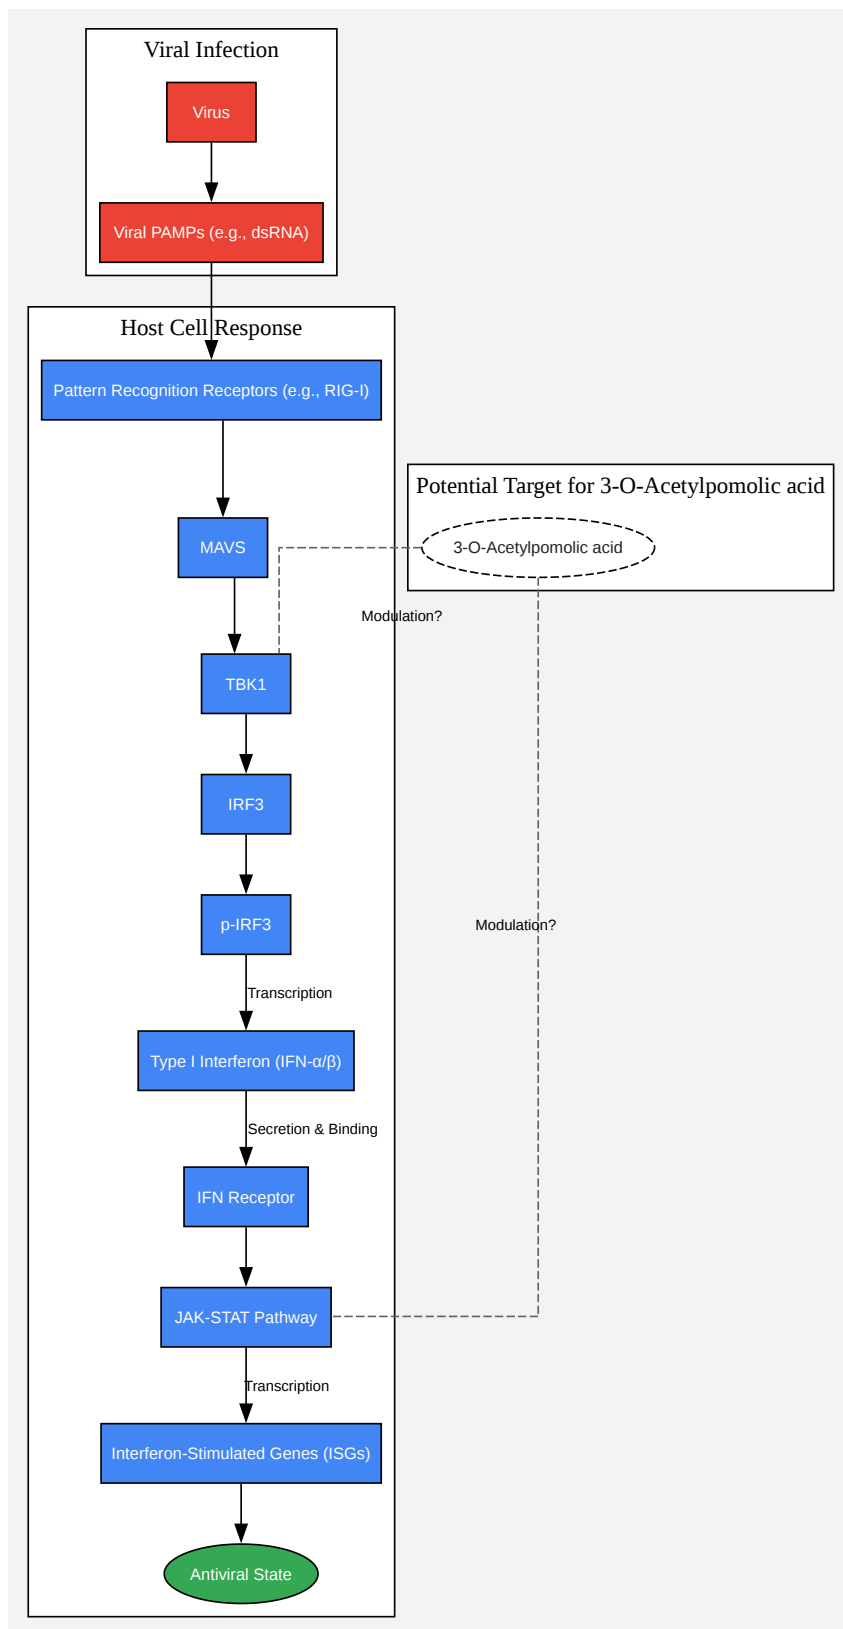 Viral Infection
Virus
Viral PAMPs (e.g., dsRNA)
Host Cell Response
Pattern Recognition Receptors (e.g., RIG-I)
Potential Target for 3-O-Acetylpomolic acid
MAVS
3-O-Acetylpomolic acid
Modulation?
TBK1
IRF3
p-IRF3
Modulation?
Transcription
Type I Interferon (IFN-α/β)
Secretion & Binding
IFN Receptor
JAK-STAT Pathway
Transcription
Interferon-Stimulated Genes (ISGs)
Antiviral State